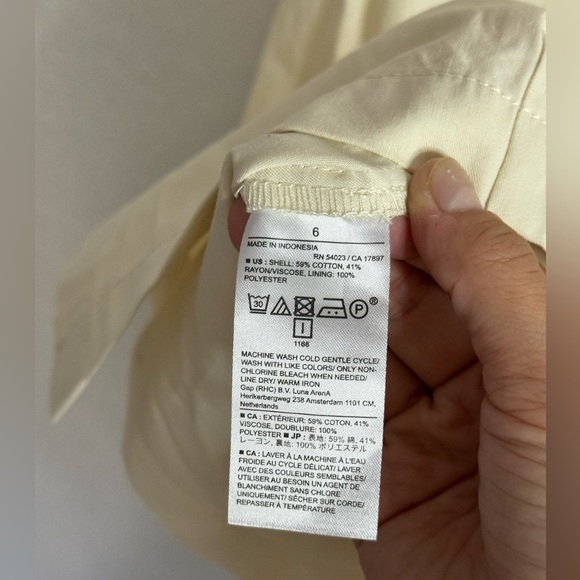 6
MADE IN INDONESIA
RN 54023 / CA 17897
■ US : SHELL: 59% COTTON, 41%
RAYON/VISCOSE, LINING: 100%
POLYESTER
30 P ®
I
1166
MACHINE WASH COLD GENTLE CYCLE/
WASH WITH LIKE COLORS/ ONLY NON-
CHLORINE BLEACH WHEN NEEDED/
LINE DRY/ WARM IRON
Gap (RHC) B.V. Luna ArenA
Herikerbergweg 238 Amsterdam 1101 CM,
Netherlands
■ CA : EXTÉRIEUR: 59% COTON, 41%
VISCOSE, DOUBLURE: 100%
POLYESTER ■ JP : 表地: 59% 綿, 41%
レーヨン, 裏地: 100% ポリエステル
■ CA : LAVER À LA MACHINE À L'EAU
FROIDE AU CYCLE DÉLICAT/ LAVER
AVEC DES COULEURS SEMBLABLES/
UTILISER AU BESOIN UN AGENT DE
BLANCHIMENT SANS CHLORE
UNIQUEMENT/ SÉCHER SUR CORDE/
REPASSER À TEMPÉRATURE